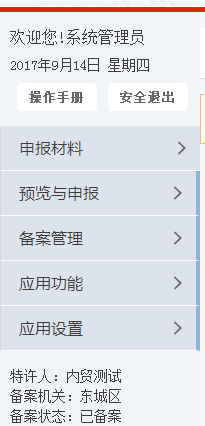 欢迎您!系统管理员
2017年9月14日 星期四
操作手册 安全退出
申报材料
预览与申报
备案管理
应用功能
应用设置
特许人：内贸测试
备案机关：东城区
备案状态：已备案